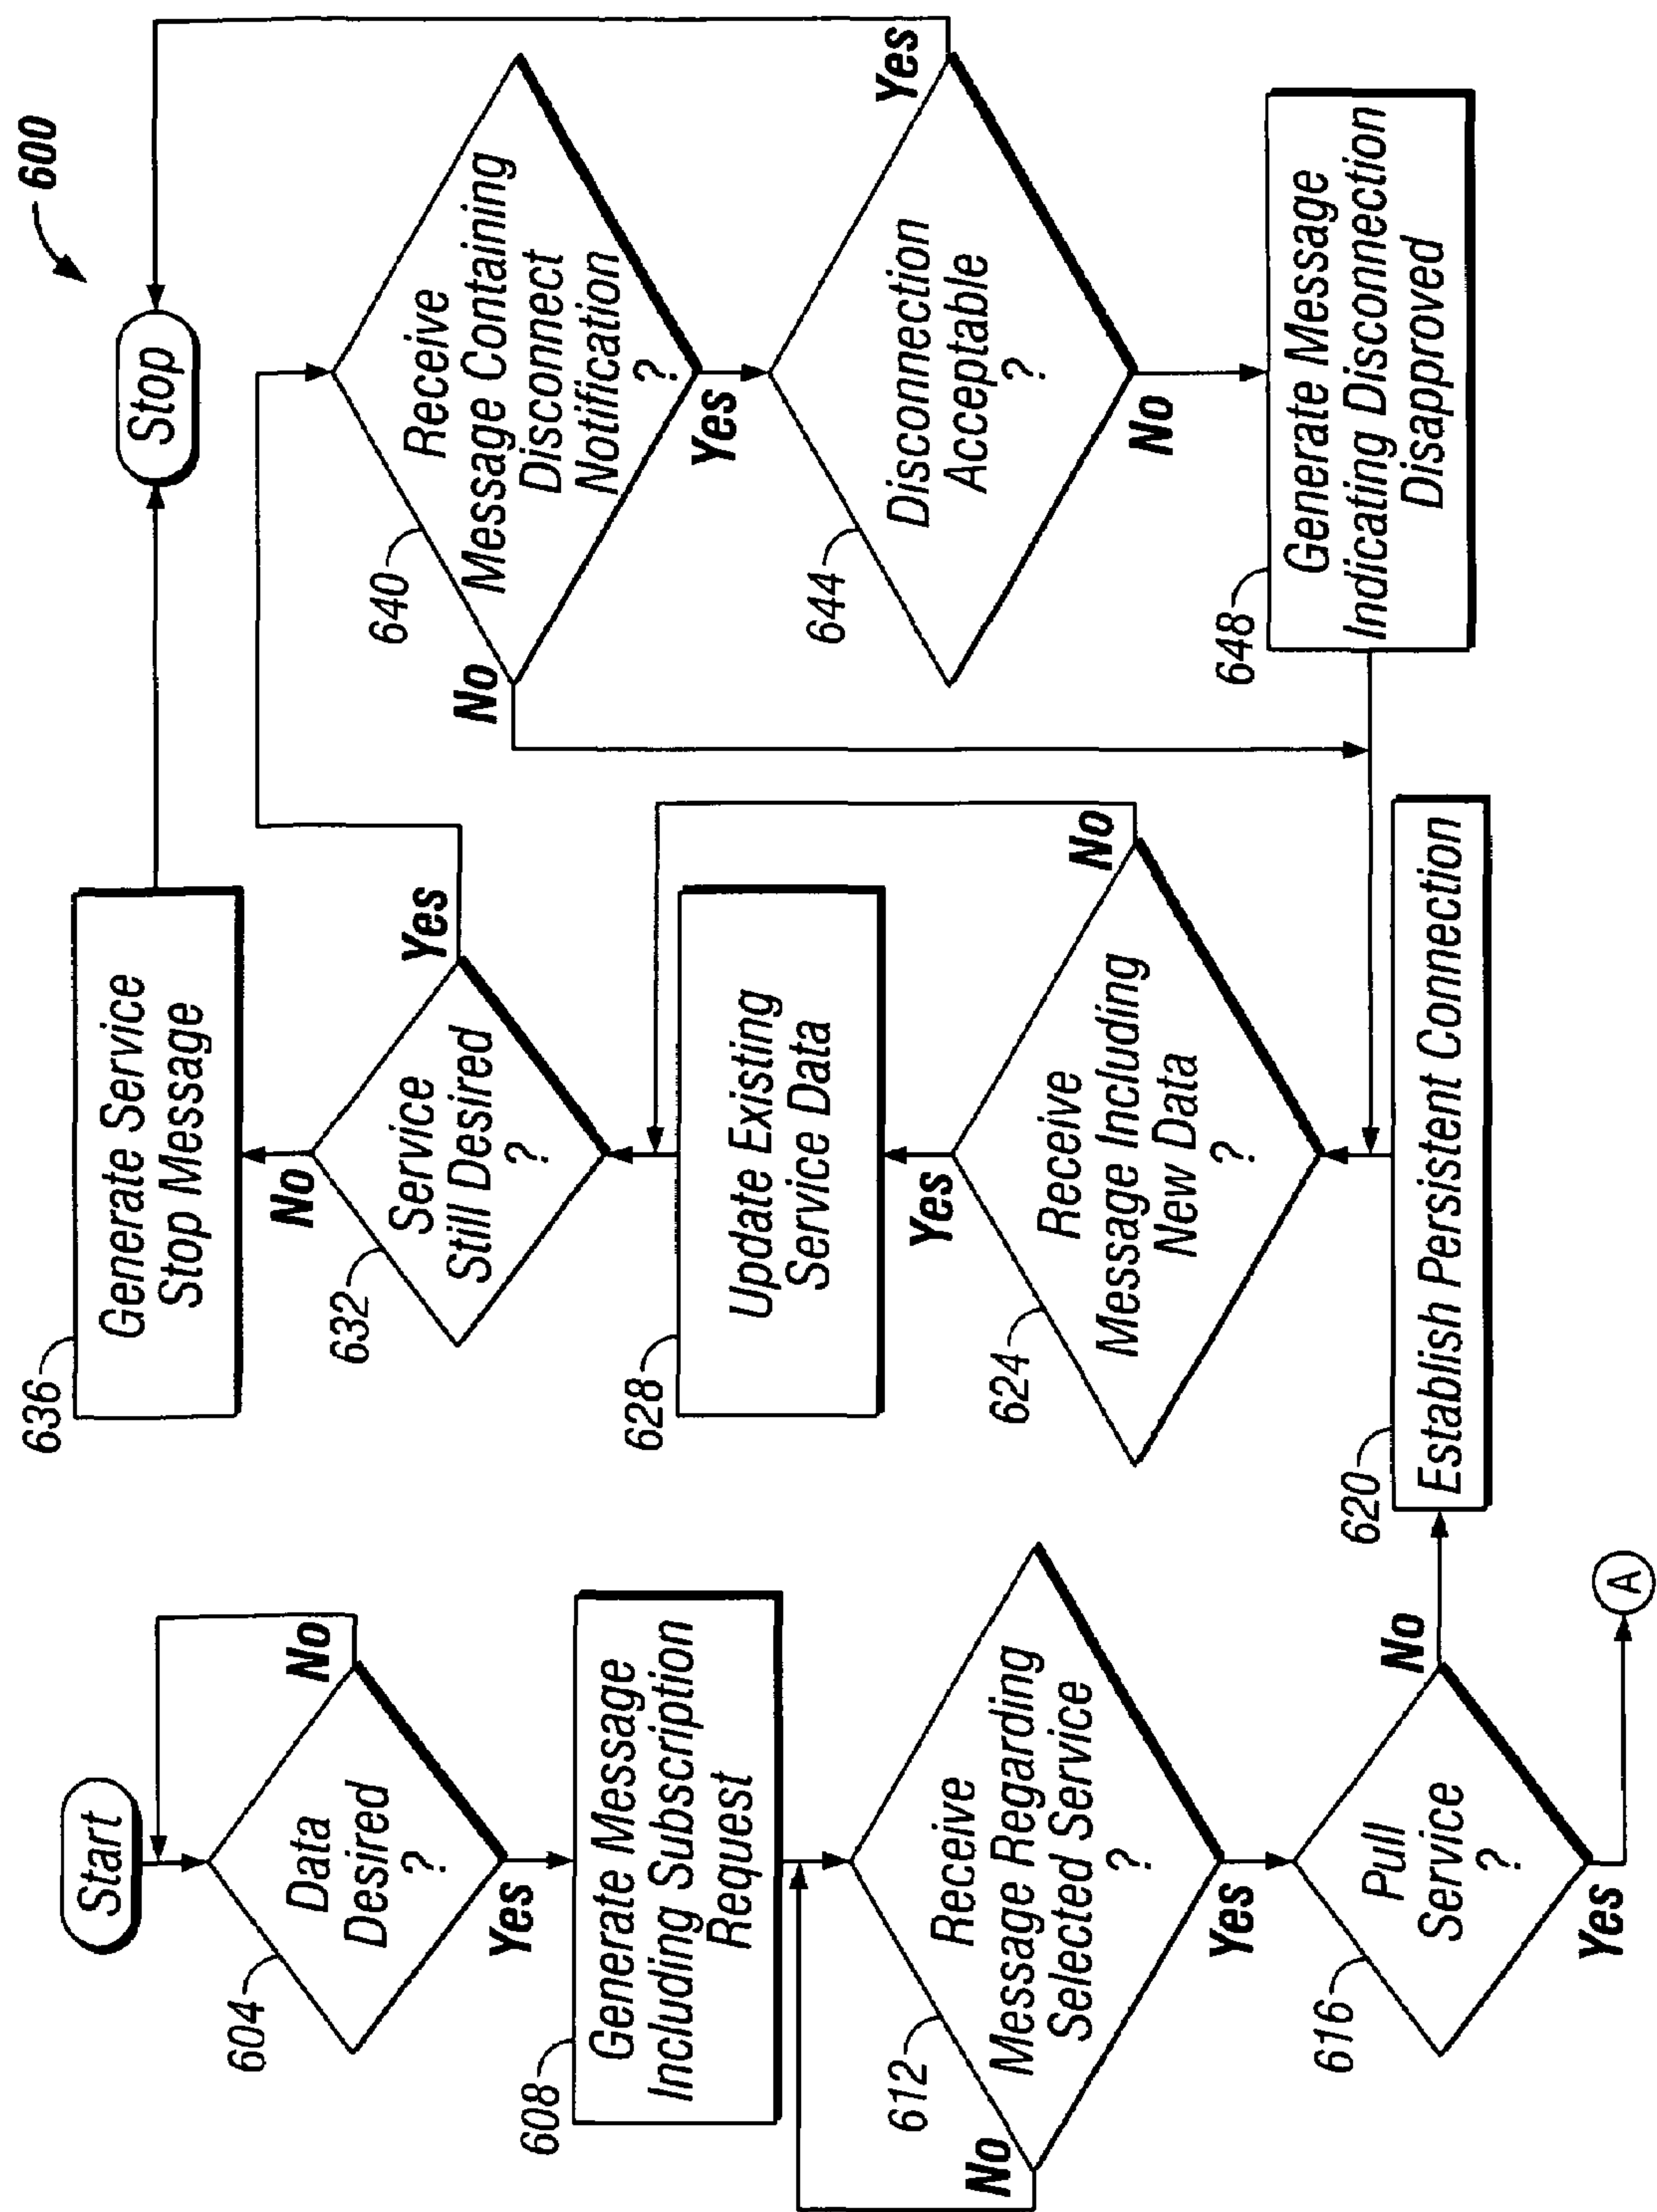 600
Start
604
Data
Desired
?
No
Yes
608
Generate Message
Including Subscription
Request
612
Receive
Message Regarding
Selected Service
?
No
Yes
616
Pull
Service
?
No
Yes
A
620
Establish Persistent Connection
624
Receive
Message Including
New Data
?
No
Yes
628
Update Existing
Service Data
632
Service
Still Desired
?
Yes
No
636
Generate Service
Stop Message
Stop
640
Receive
Message Containing
Disconnect
Notification
?
No
Yes
644
Disconnection
Acceptable
?
Yes
No
648
Generate Message
Indicating Disconnection
Disapproved